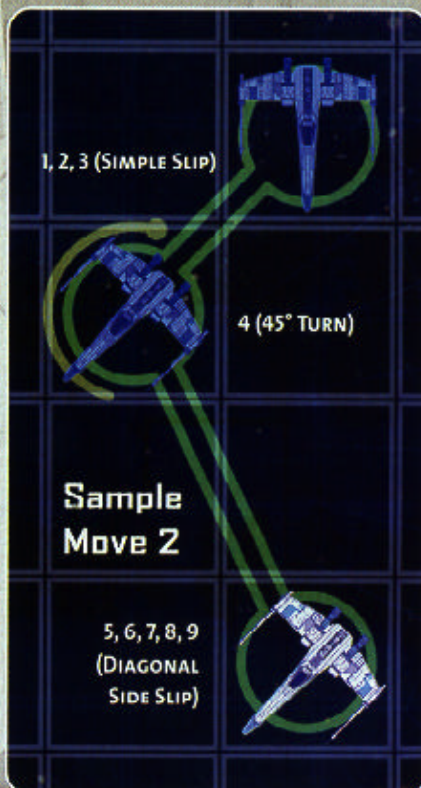 1, 2, 3 (Simple Slip)
4 (45° Turn)
Sample
Move 2
5, 6, 7, 8, 9
(Diagonal
Side Slip)